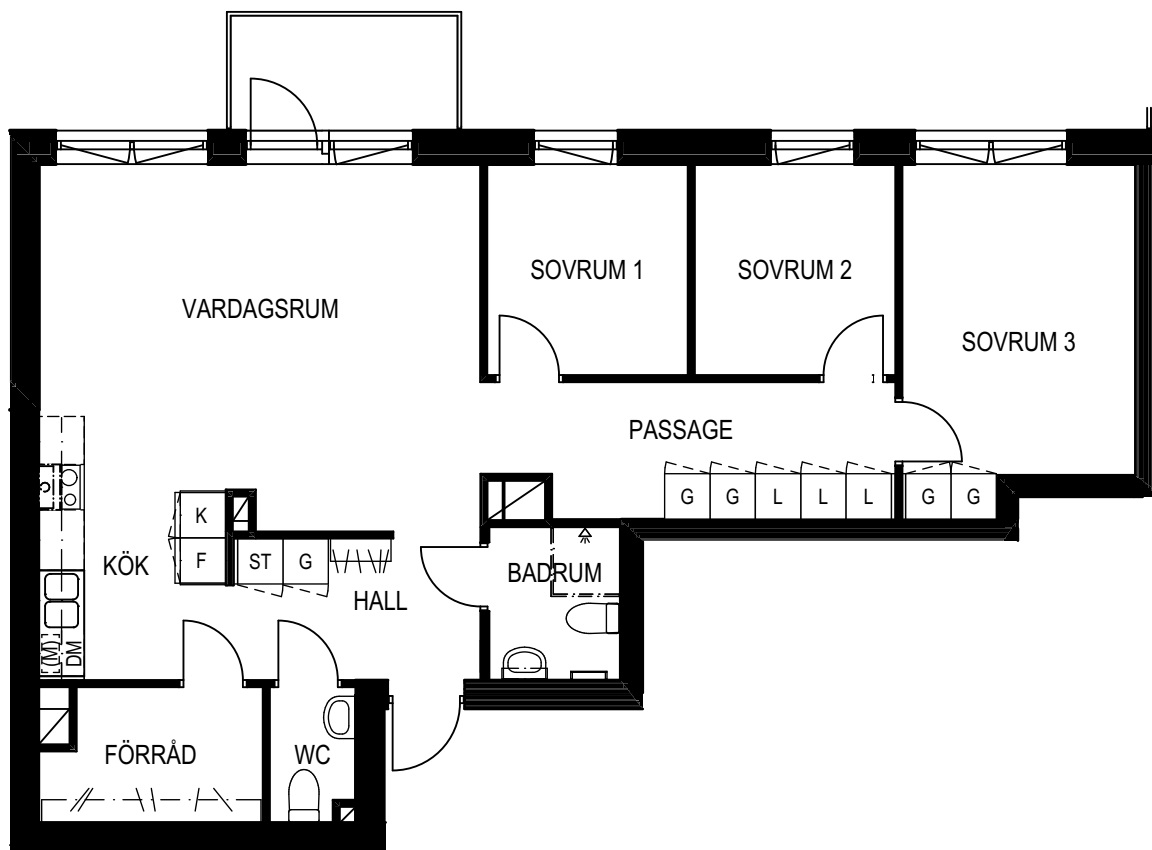 SOVRUM 1
SOVRUM 2
VARDAGSRUM
SOVRUM 3
PASSAGE
G
G
L
L
L
G
G
K
F
ST
G
KÖK
BADRUM
HALL
(M)
DM
FÖRRÅD
WC